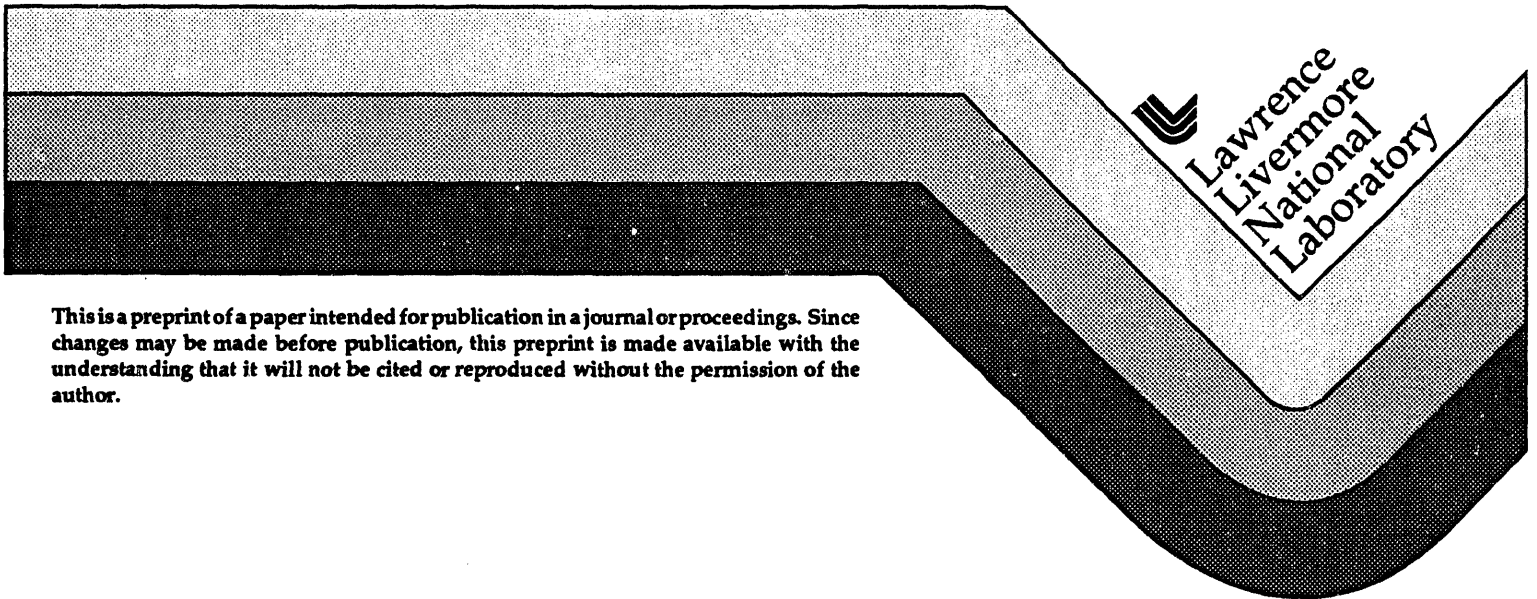 Lawrence
Livermore
National
Laboratory
This is a preprint of a paper intended for publication in a journal or proceedings. Since
changes may be made before publication, this preprint is made available with the
understanding that it will not be cited or reproduced without the permission of the
author.